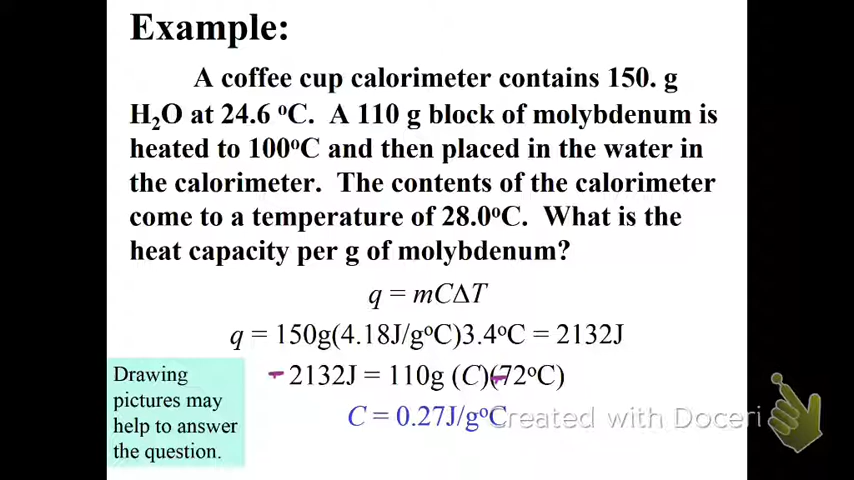 Example:
A coffee cup calorimeter contains 150. g
H₂O at 24.6 ºC. A 110 g block of molybdenum is
heated to 100ºC and then placed in the water in
the calorimeter. The contents of the calorimeter
come to a temperature of 28.0ºC. What is the
heat capacity per g of molybdenum?
q = mCΔT
q = 150g(4.18J/gºC)3.4ºC = 2132J
-2132J = 110g (C)(-72ºC)
C = 0.27J/gºC
Drawing
pictures may
help to answer
the question.
Created with Doceri